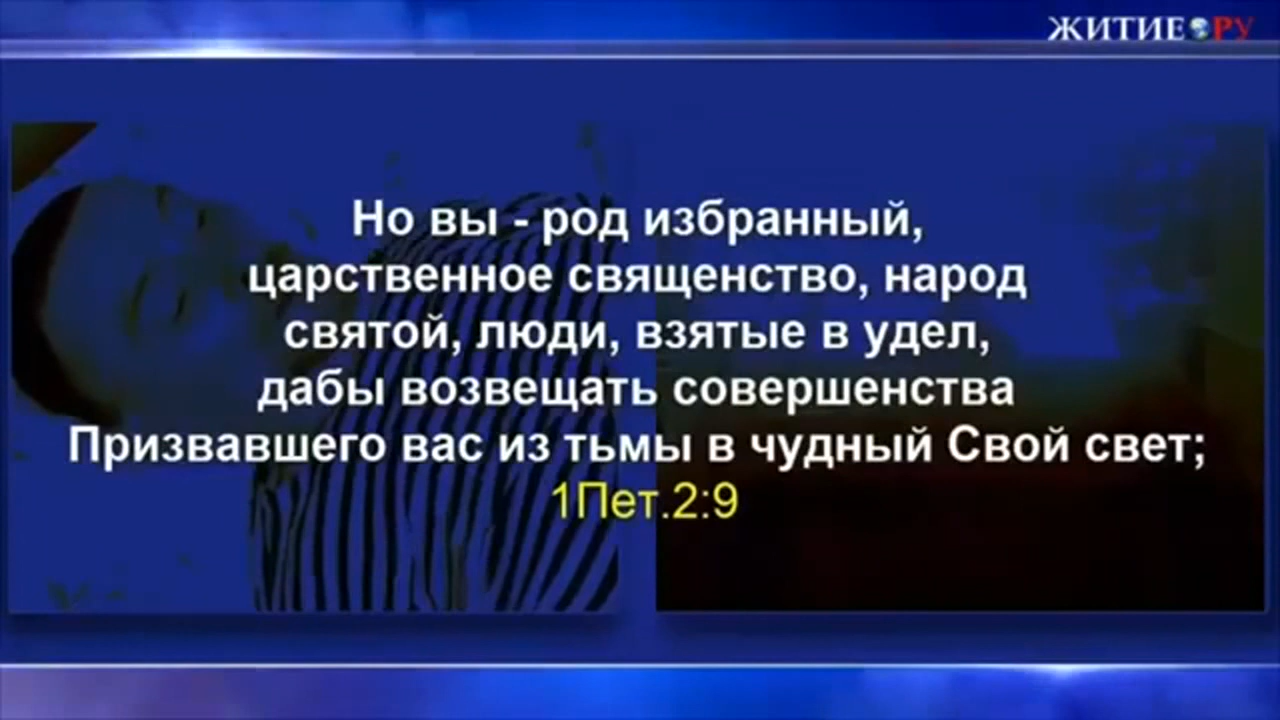 ЖИТИЕ РУ
Но вы - род избранный,
царственное священство, народ
святой, люди, взятые в удел,
дабы возвещать совершенства
Призвавшего вас из тьмы в чудный Свой свет;
1Пет.2:9